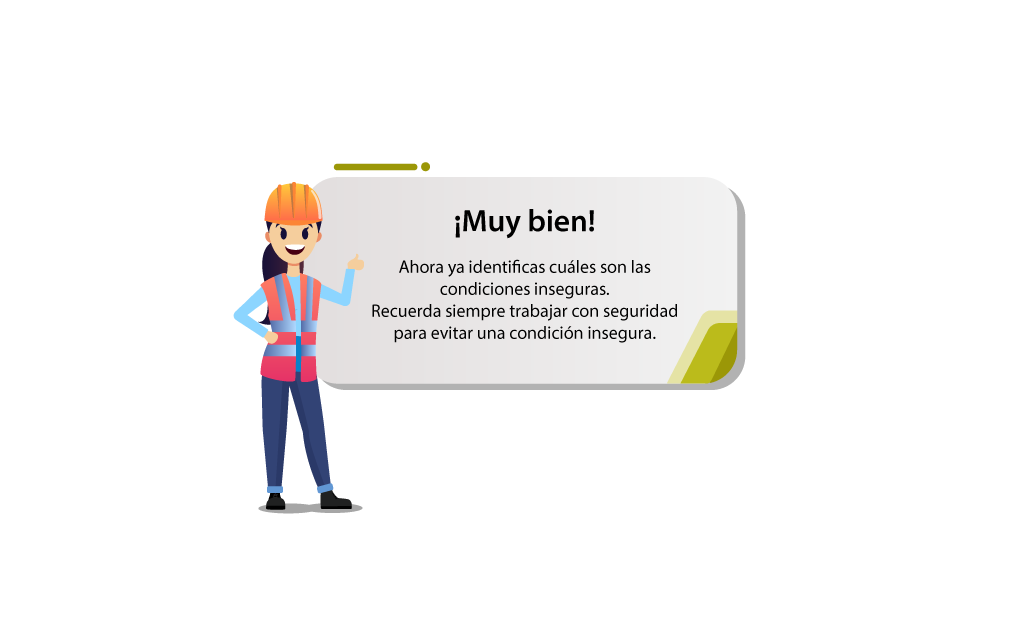 ¡Muy bien!
Ahora ya identificas cuáles son las
condiciones inseguras.
Recuerda siempre trabajar con seguridad
para evitar una condición insegura.